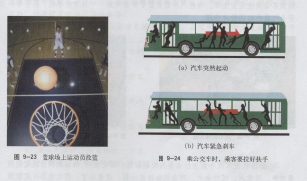 (a) 汽车突然起动
(b) 汽车紧急刹车
图 9-23 篮球场上运动员投篮
图 9-24 乘公交车时，乘客要拉好扶手